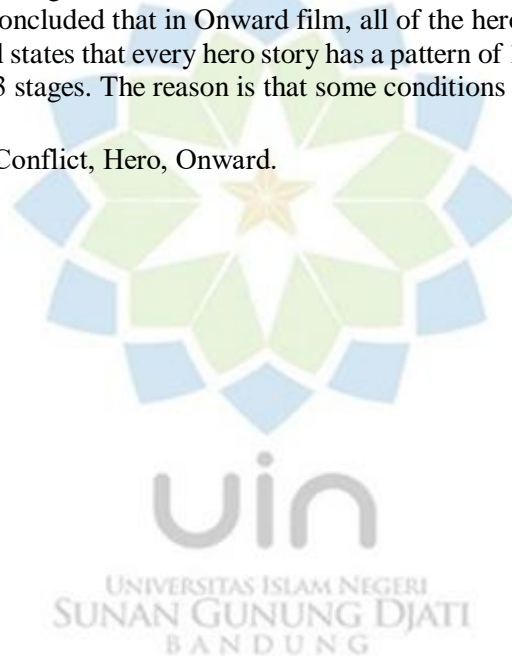 oncluded that in Onward film, all of the hero
l states that every hero story has a pattern of 1
3 stages. The reason is that some conditions
Conflict, Hero, Onward.
uin
UNIVERSITAS ISLAM NEGERI
SUNAN GUNUNG DJATI
BANDUNG